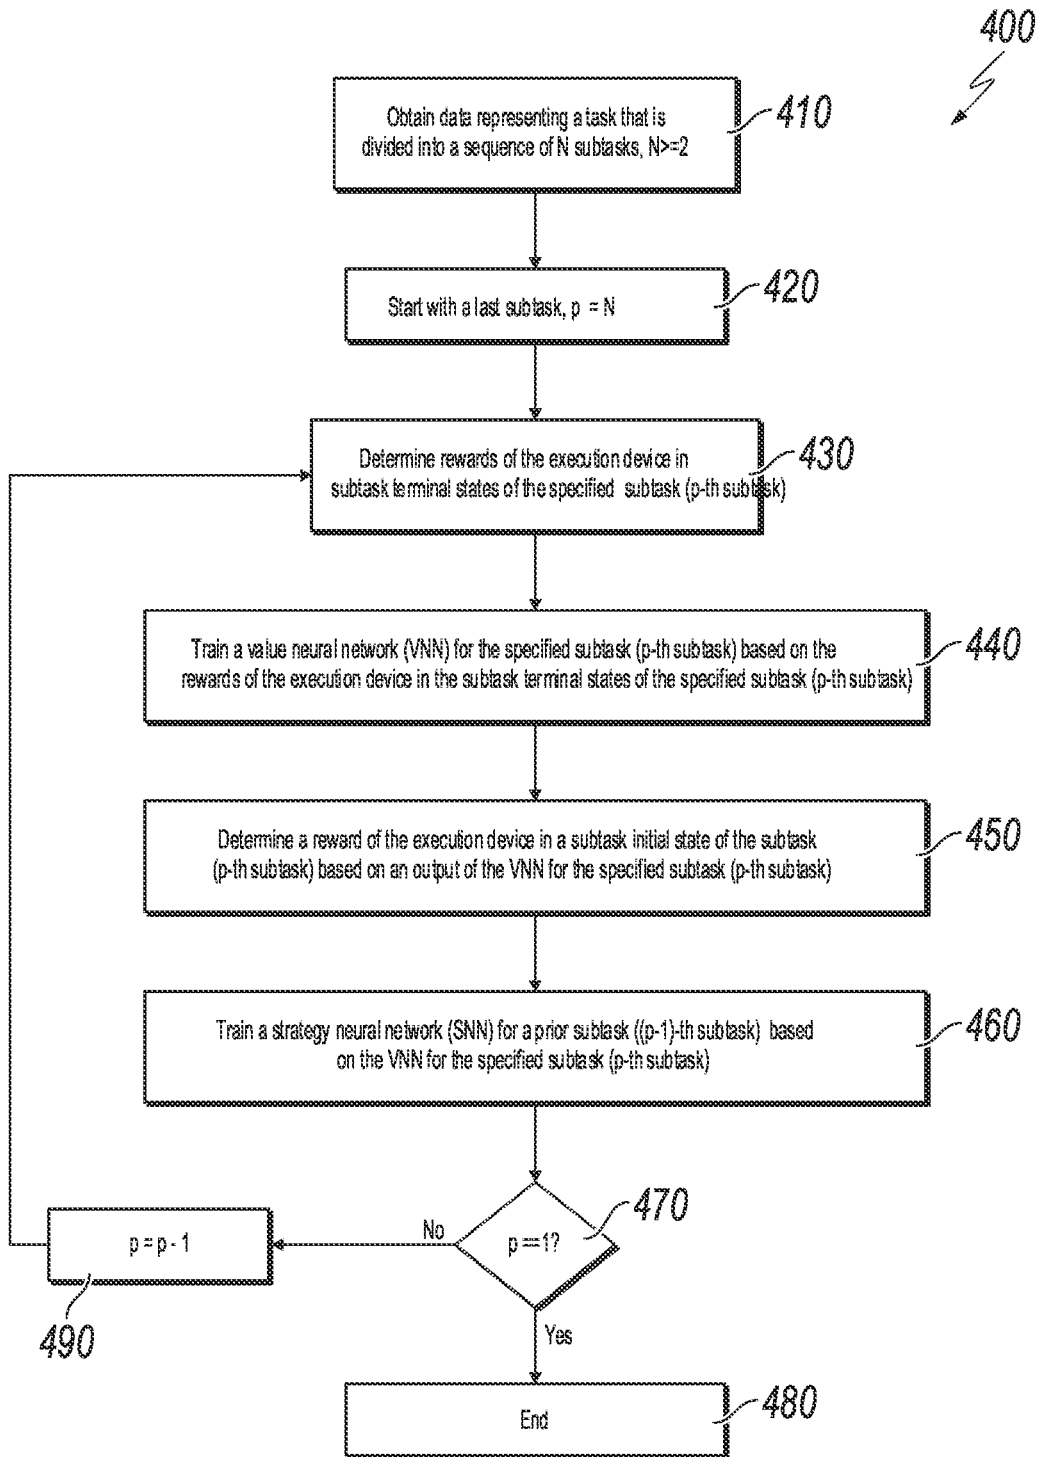 400
Obtain data representing a task that is
divided into a sequence of N subtasks, N>=2
410
Start with a last subtask, p = N
420
Determine rewards of the execution device in
subtask terminal states of the specified subtask (p-th subtask)
430
Train a value neural network (VNN) for the specified subtask (p-th subtask) based on the
rewards of the execution device in the subtask terminal states of the specified subtask (p-th subtask)
440
Determine a reward of the execution device in a subtask initial state of the subtask
(p-th subtask) based on an output of the VNN for the specified subtask (p-th subtask)
450
Train a strategy neural network (SNN) for a prior subtask ((p-1)-th subtask) based
on the VNN for the specified subtask (p-th subtask)
460
p ==1?
470
No
p = p - 1
490
Yes
End
480